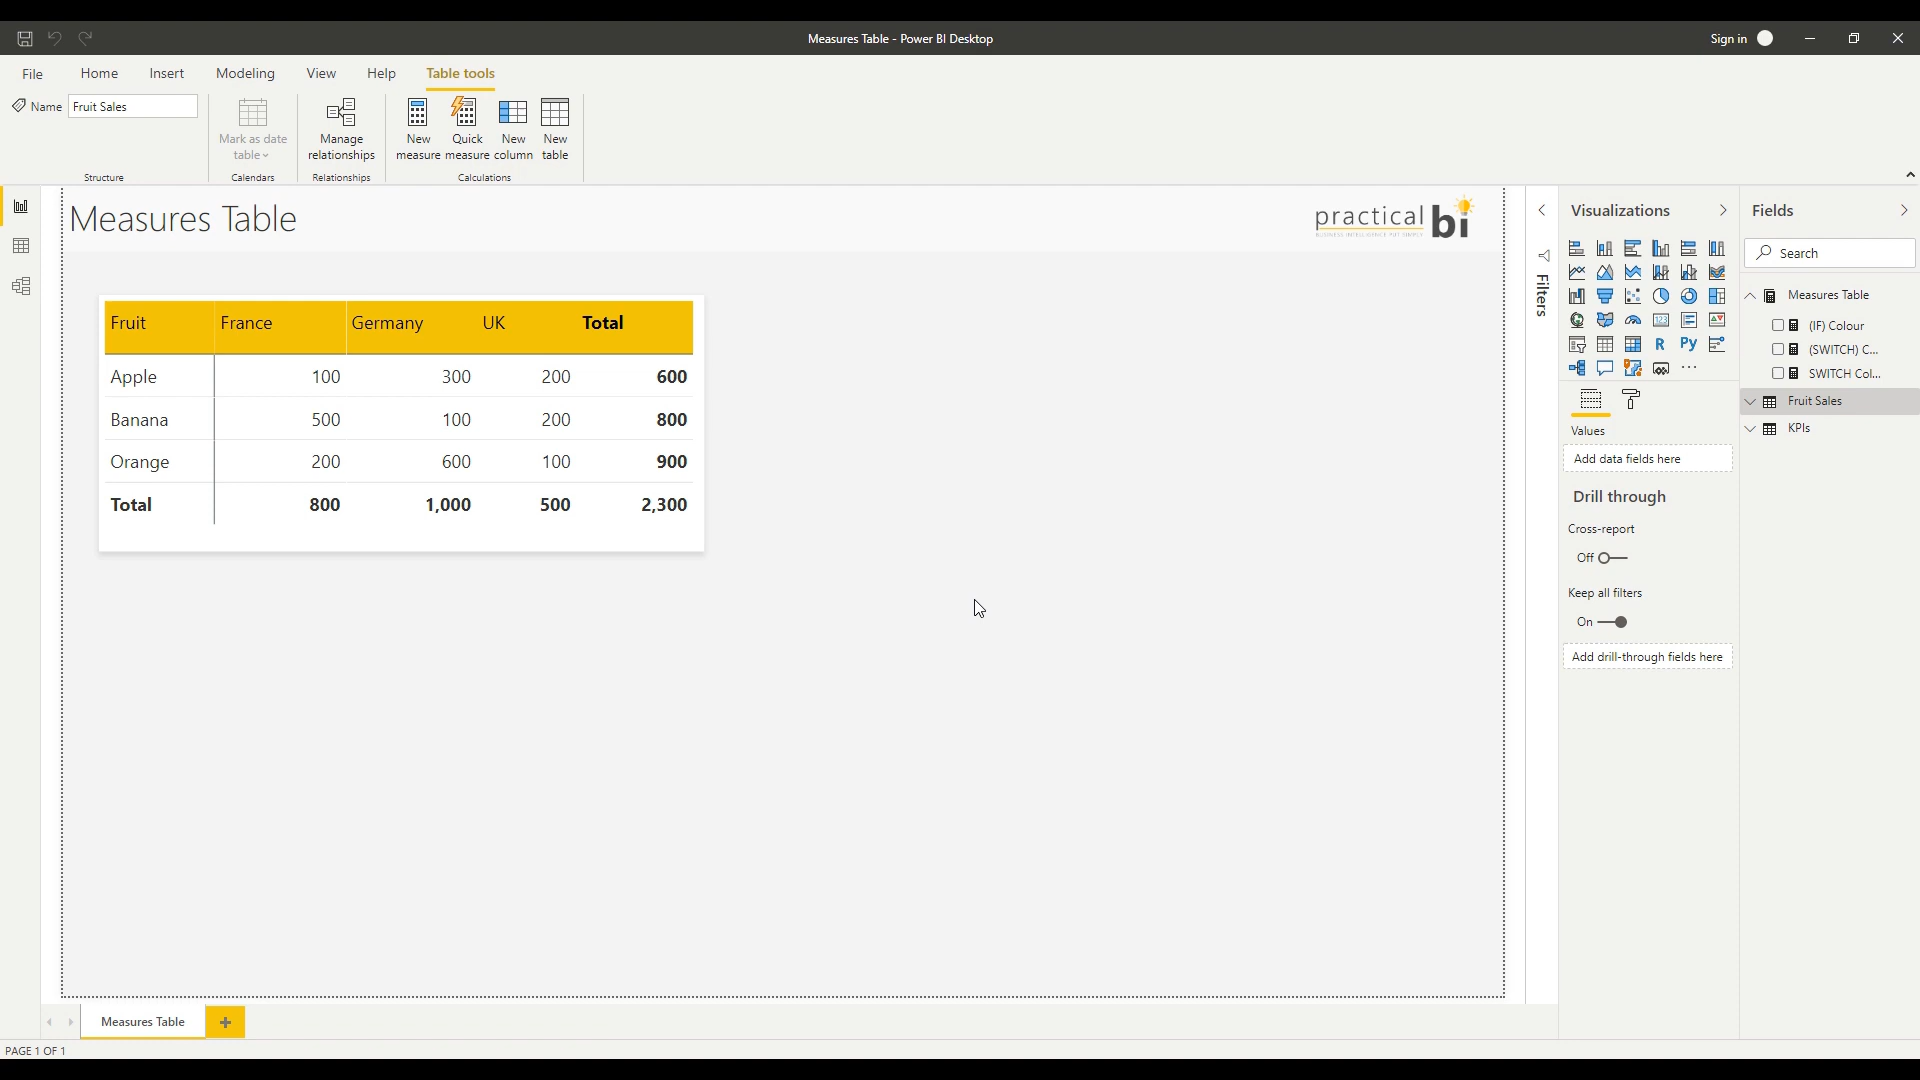 Measures Table - Power BI Desktop
Sign in
File Home Insert Modeling View Help Table tools
Name Fruit Sales
Mark as date table
Manage relationships
New measure
Quick measure
New column
New table
Structure Calendars Relationships Calculations
Measures Table
practical bi
Fruit France Germany UK Total
Apple 100 300 200 600
Banana 500 100 200 800
Orange 200 600 100 900
Total 800 1,000 500 2,300
Filters
Visualizations
123
R Py
Values
Add data fields here
Drill through
Cross-report
Off
Keep all filters
On
Add drill-through fields here
Fields
Search
Measures Table
(IF) Colour
(SWITCH) C...
SWITCH Col...
Fruit Sales
KPIs
Measures Table
PAGE 1 OF 1